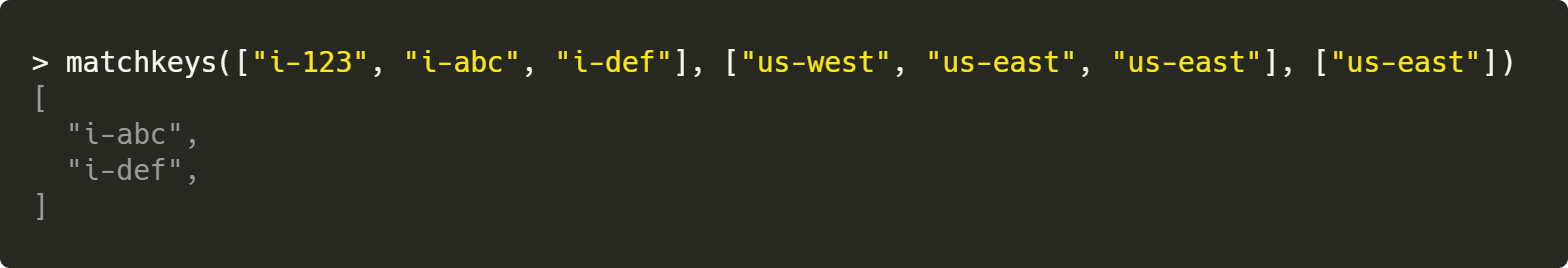 > matchkeys(["i-123", "i-abc", "i-def"], ["us-west", "us-east", "us-east"], ["us-east"])
[
  "i-abc",
  "i-def",
]